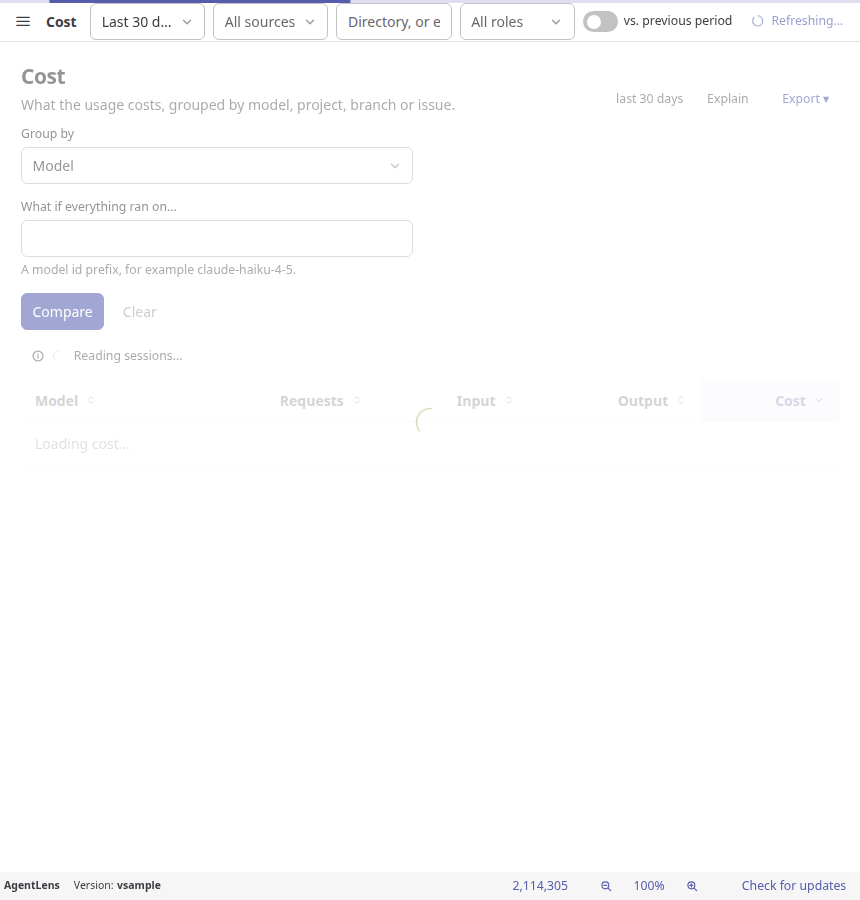 Cost
Last 30 d...
All sources
Directory, or e
All roles
vs. previous period
Refreshing...
Cost
What the usage costs, grouped by model, project, branch or issue.
last 30 days
Explain
Export ▾
Group by
Model
What if everything ran on...
A model id prefix, for example claude-haiku-4-5.
Compare
Clear
Reading sessions...
Model Requests Input Output Cost
Loading cost...
AgentLens Version: vsample 2,114,305 100% Check for updates